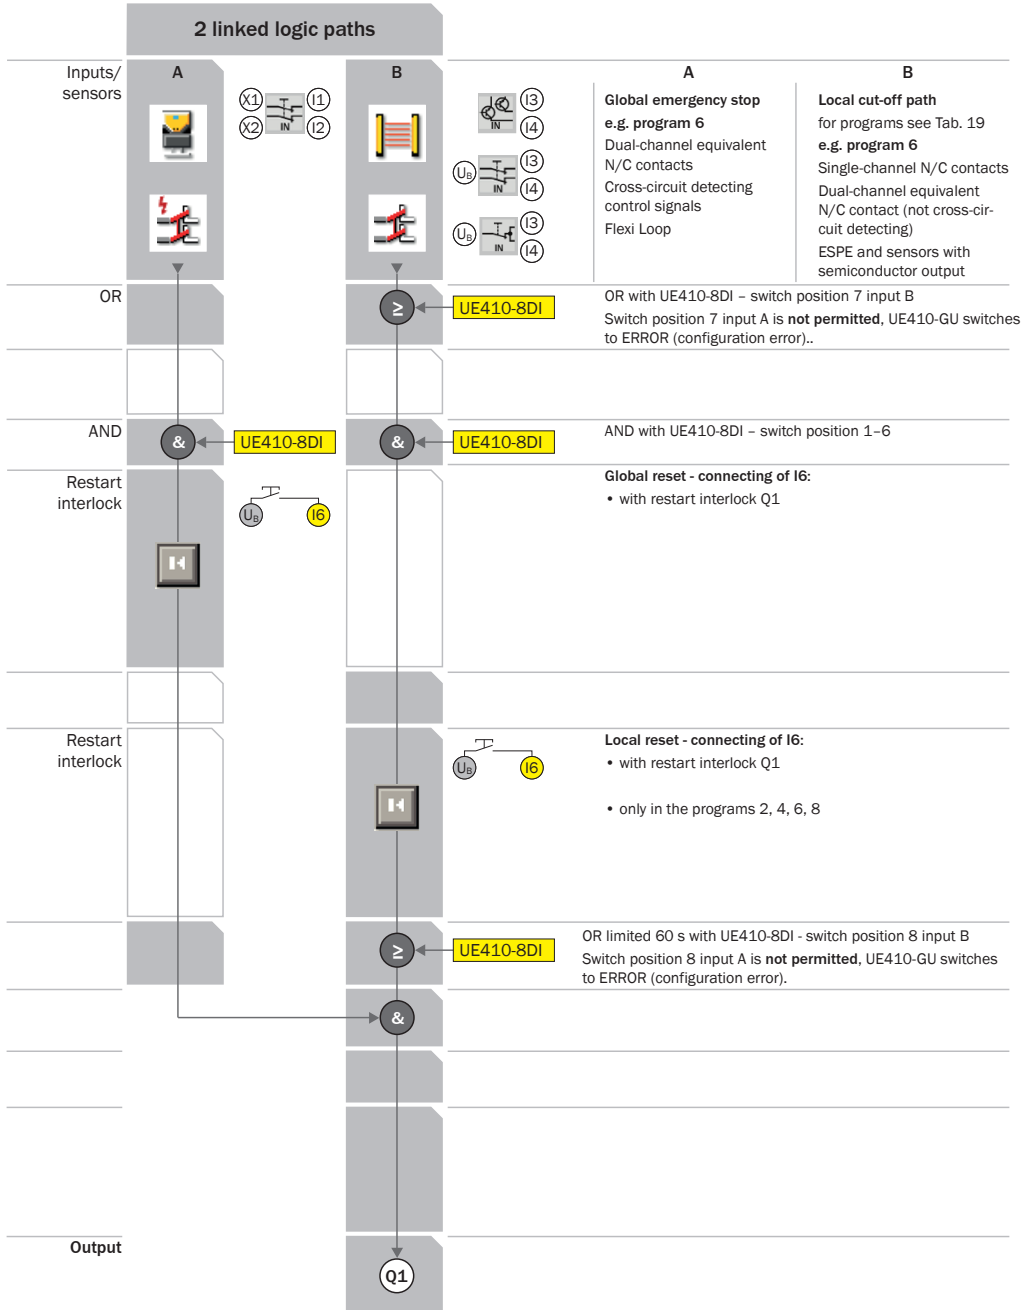 2 linked logic paths
Inputs/
sensors
A
B
X1
I1
X2
IN
I2
I3
IN
I4
UB
I3
IN
I4
UB
I3
IN
I4
A
Global emergency stop
e.g. program 6
Dual-channel equivalent
N/C contacts
Cross-circuit detecting
control signals
Flexi Loop
B
Local cut-off path
for programs see Tab. 19
e.g. program 6
Single-channel N/C contacts
Dual-channel equivalent
N/C contact (not cross-cir-
cuit detecting)
ESPE and sensors with
semiconductor output
OR
≥
UE410-8DI
OR with UE410-8DI – switch position 7 input B
Switch position 7 input A is not permitted, UE410-GU switches
to ERROR (configuration error)..
AND
&
UE410-8DI
&
UE410-8DI
AND with UE410-8DI – switch position 1–6
Restart
interlock
UB
I6
Global reset - connecting of I6:
• with restart interlock Q1
Restart
interlock
UB
I6
Local reset - connecting of I6:
• with restart interlock Q1
• only in the programs 2, 4, 6, 8
≥
UE410-8DI
OR limited 60 s with UE410-8DI - switch position 8 input B
Switch position 8 input A is not permitted, UE410-GU switches
to ERROR (configuration error).
&
Output
Q1